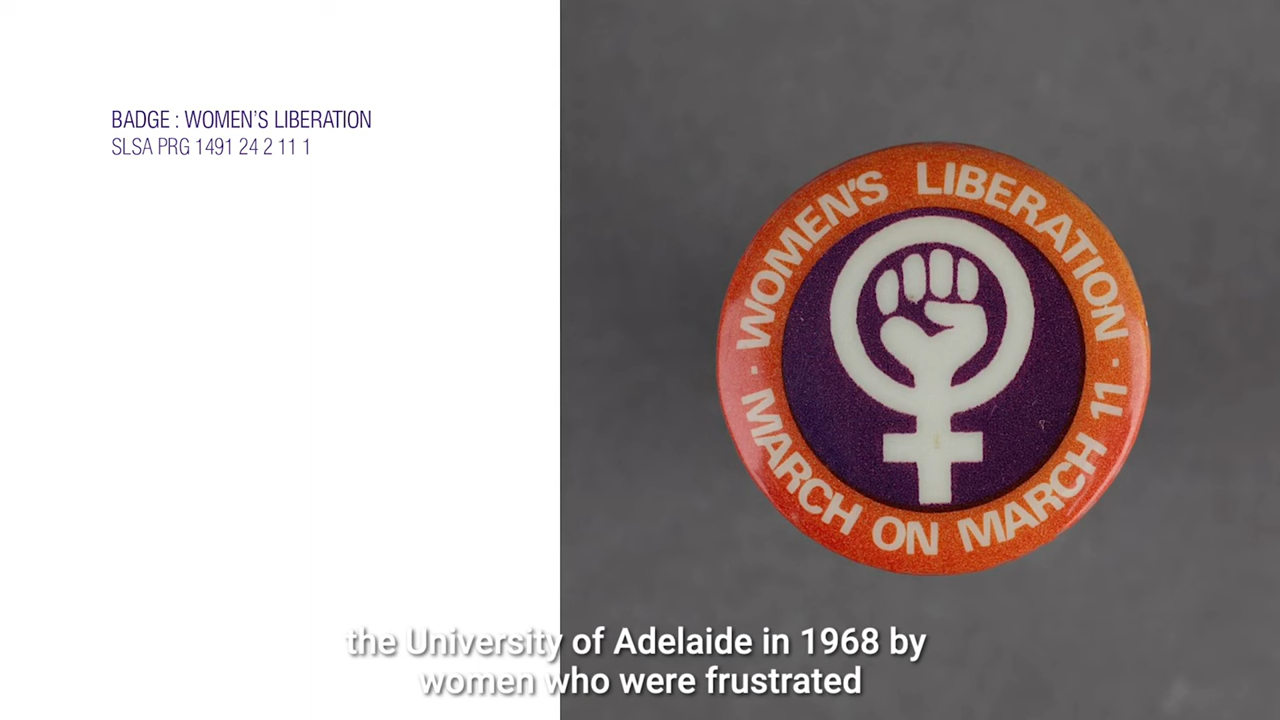 BADGE : WOMEN'S LIBERATION
SLSA PRG 1491 24 2 11 1
WOMEN'S LIBERATION
· MARCH ON MARCH 11 ·
the University of Adelaide in 1968 by
women who were frustrated